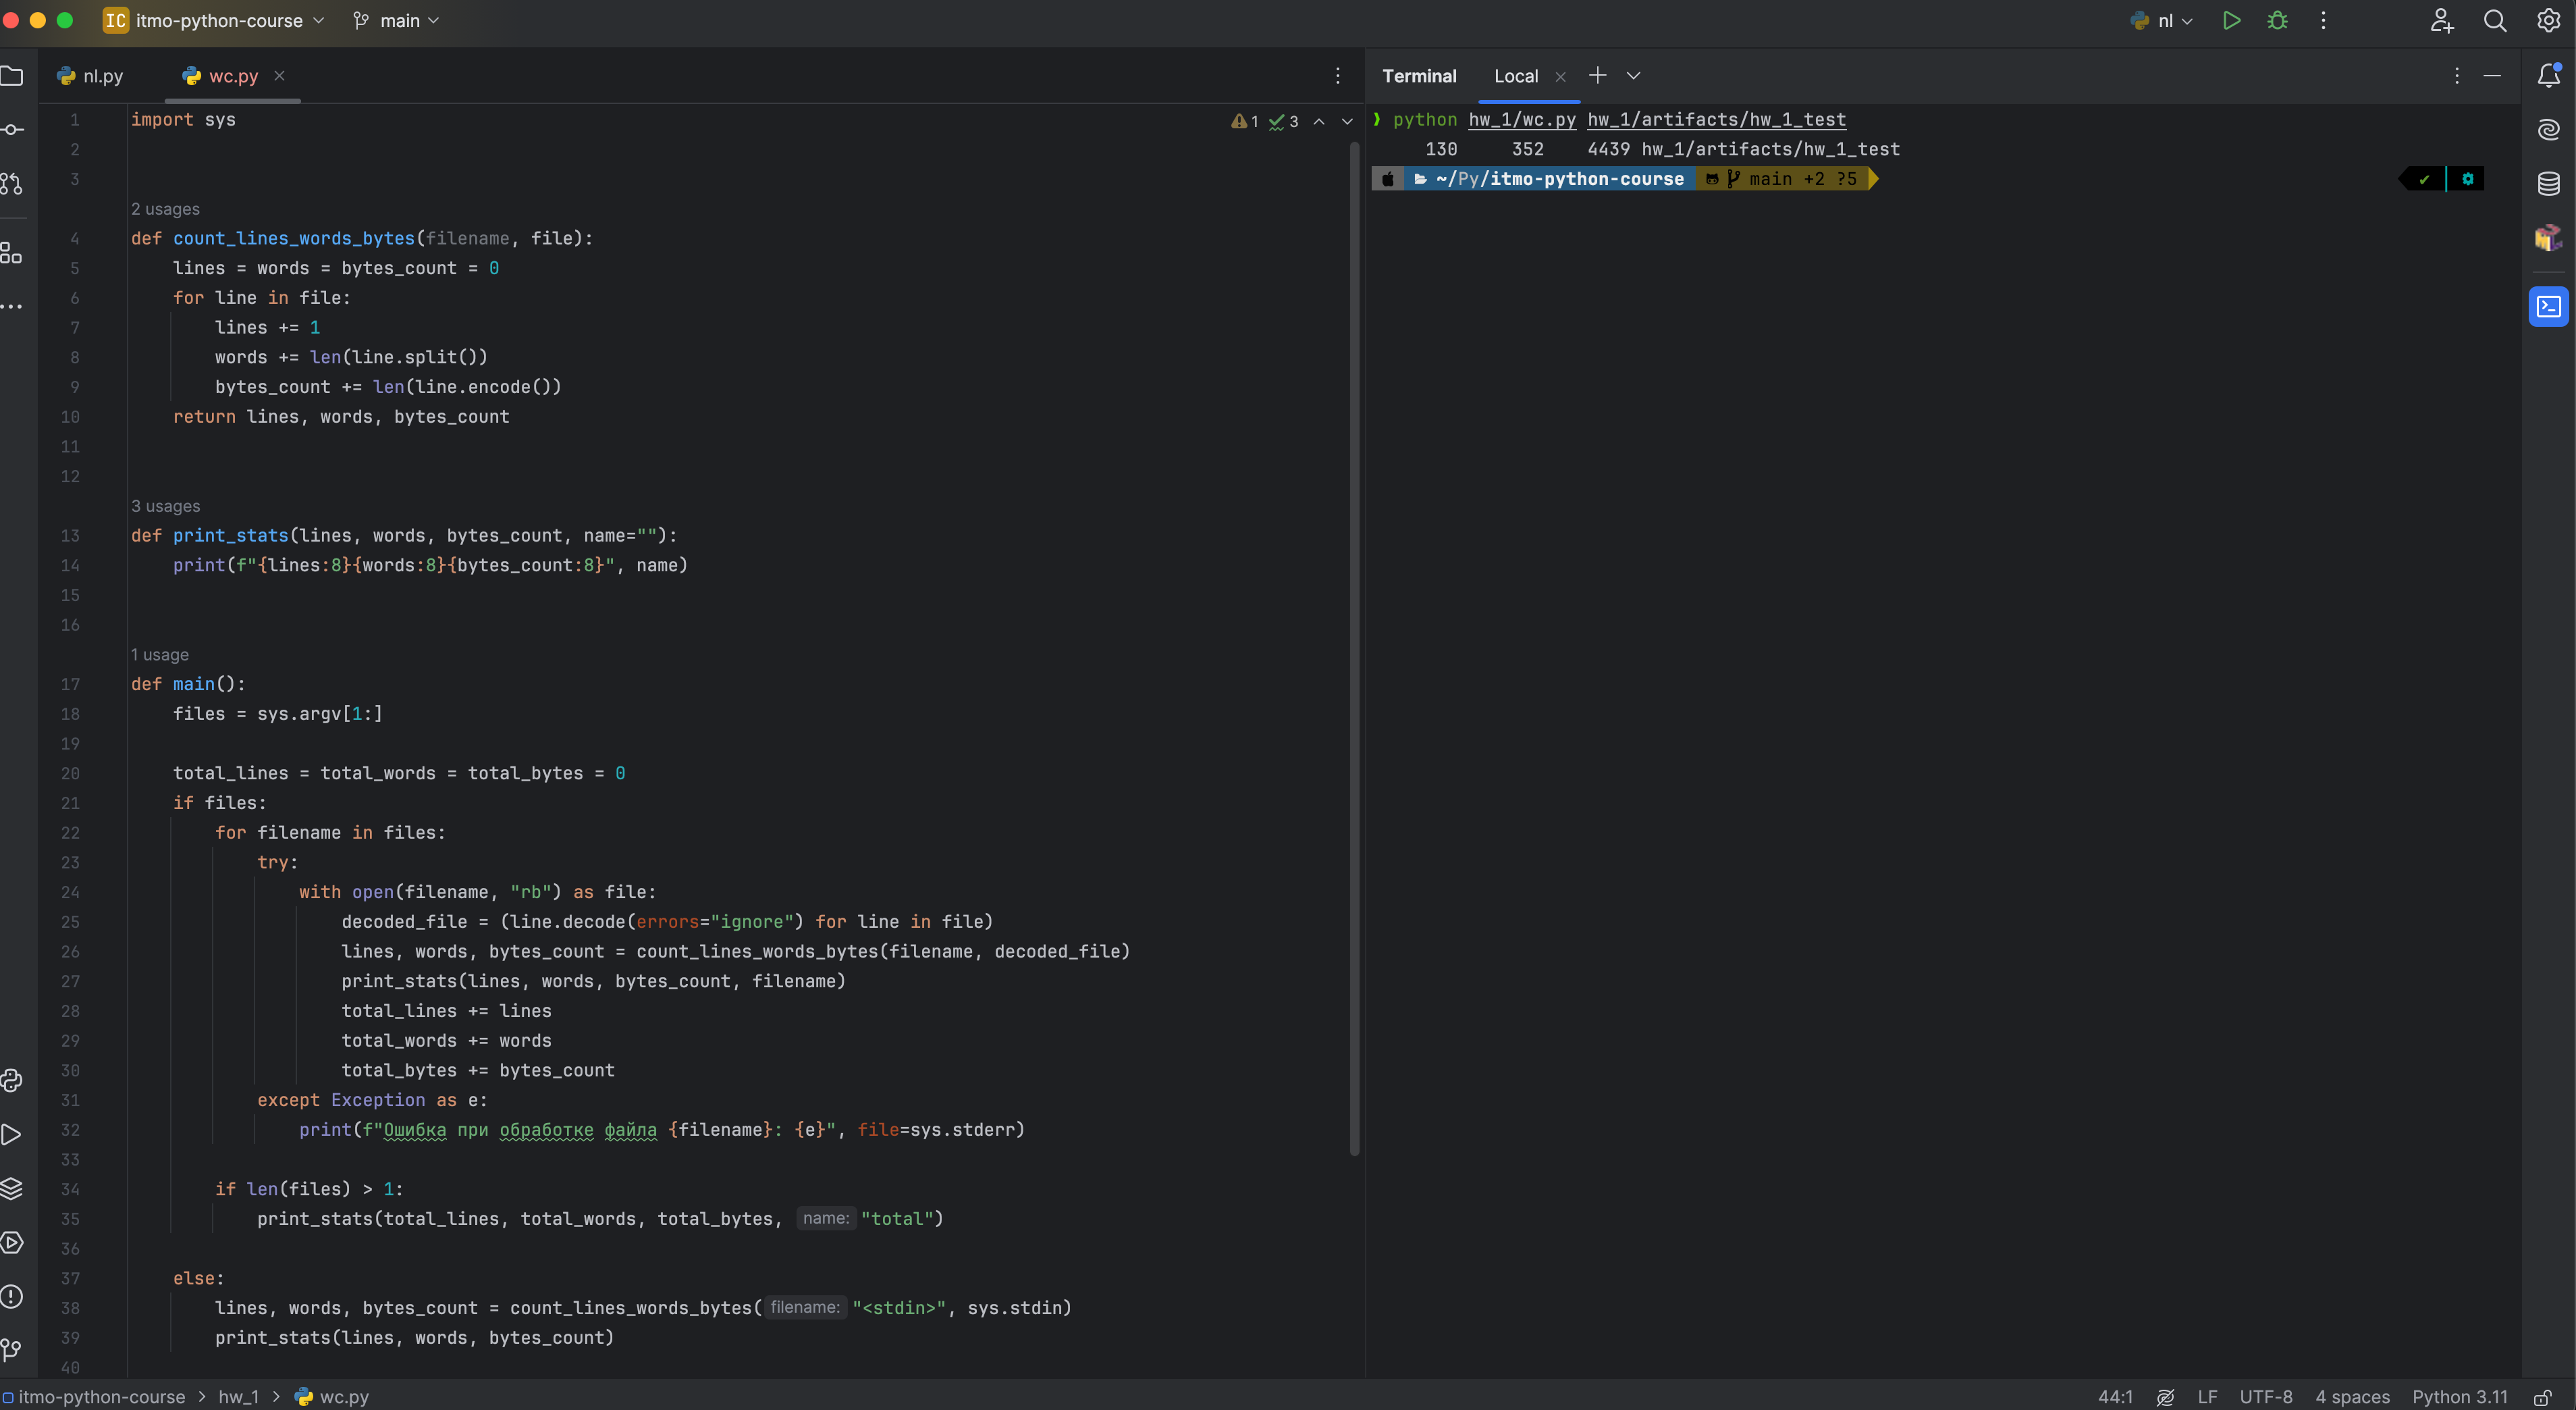 IC itmo-python-course main nl
nl.py wc.py
1 import sys
1 3
2
3
2 usages
4 def count_lines_words_bytes(filename, file):
5 lines = words = bytes_count = 0
6 for line in file:
7 lines += 1
8 words += len(line.split())
9 bytes_count += len(line.encode())
10 return lines, words, bytes_count
11
12
3 usages
13 def print_stats(lines, words, bytes_count, name=""):
14 print(f"{lines:8}{words:8}{bytes_count:8}", name)
15
16
1 usage
17 def main():
18 files = sys.argv[1:]
19
20 total_lines = total_words = total_bytes = 0
21 if files:
22 for filename in files:
23 try:
24 with open(filename, "rb") as file:
25 decoded_file = (line.decode(errors="ignore") for line in file)
26 lines, words, bytes_count = count_lines_words_bytes(filename, decoded_file)
27 print_stats(lines, words, bytes_count, filename)
28 total_lines += lines
29 total_words += words
30 total_bytes += bytes_count
31 except Exception as e:
32 print(f"Ошибка при обработке файла {filename}: {e}", file=sys.stderr)
33
34 if len(files) > 1:
35 print_stats(total_lines, total_words, total_bytes, name: "total")
36
37 else:
38 lines, words, bytes_count = count_lines_words_bytes( filename: "<stdin>", sys.stdin)
39 print_stats(lines, words, bytes_count)
40
Terminal Local
❱ python hw_1/wc.py hw_1/artifacts/hw_1_test
130 352 4439 hw_1/artifacts/hw_1_test
~/Py/itmo-python-course main +2 ?5
itmo-python-course > hw_1 > wc.py
44:1 LF UTF-8 4 spaces Python 3.11